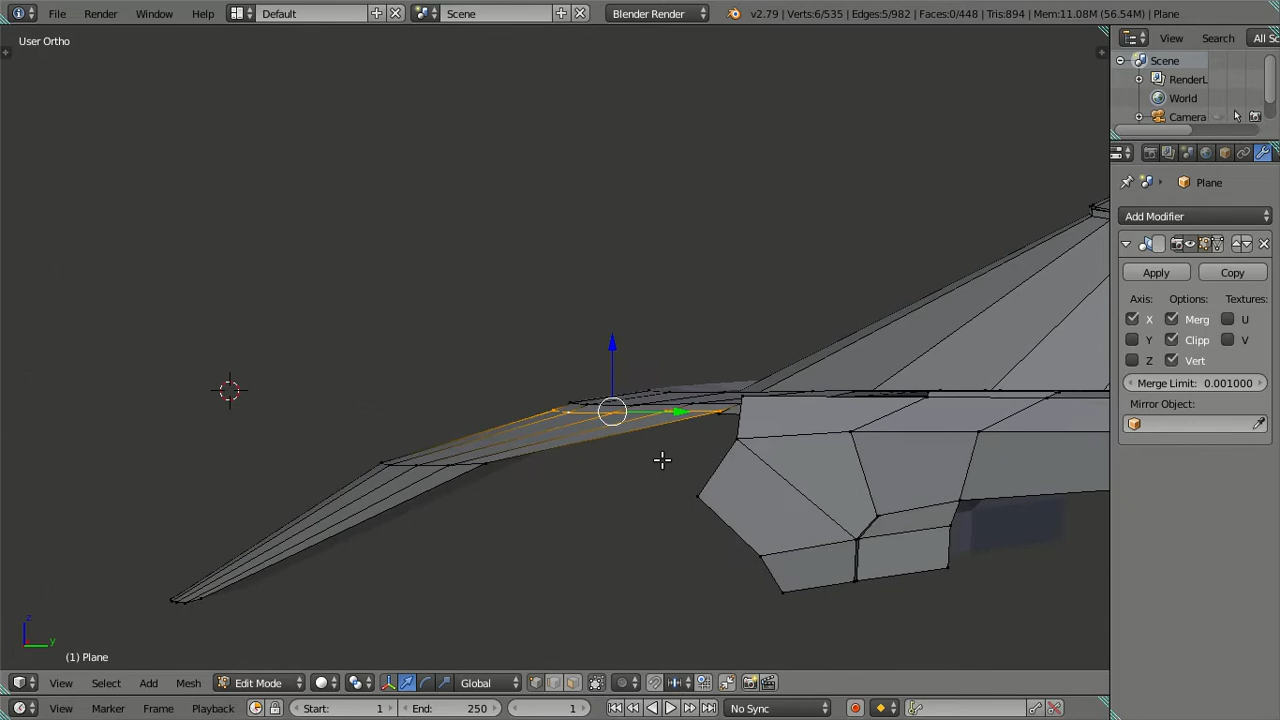 File Render Window Help Default Scene Blender Render v2.79 | Verts:6/535 | Edges:5/982 | Faces:0/448 | Tris:894 | Mem:11.08M (56.54M) | Plane
User Ortho
View Search All Sc
Scene
RenderL
World
Camera
Plane
Add Modifier
Apply Copy
Axis: Options: Textures:
X Merg U
Y Clipp V
Z Vert
Merge Limit: 0.001000
Mirror Object:
z
y
(1) Plane
View Select Add Mesh Edit Mode Global
View Marker Frame Playback Start: 1 End: 250 1 No Sync